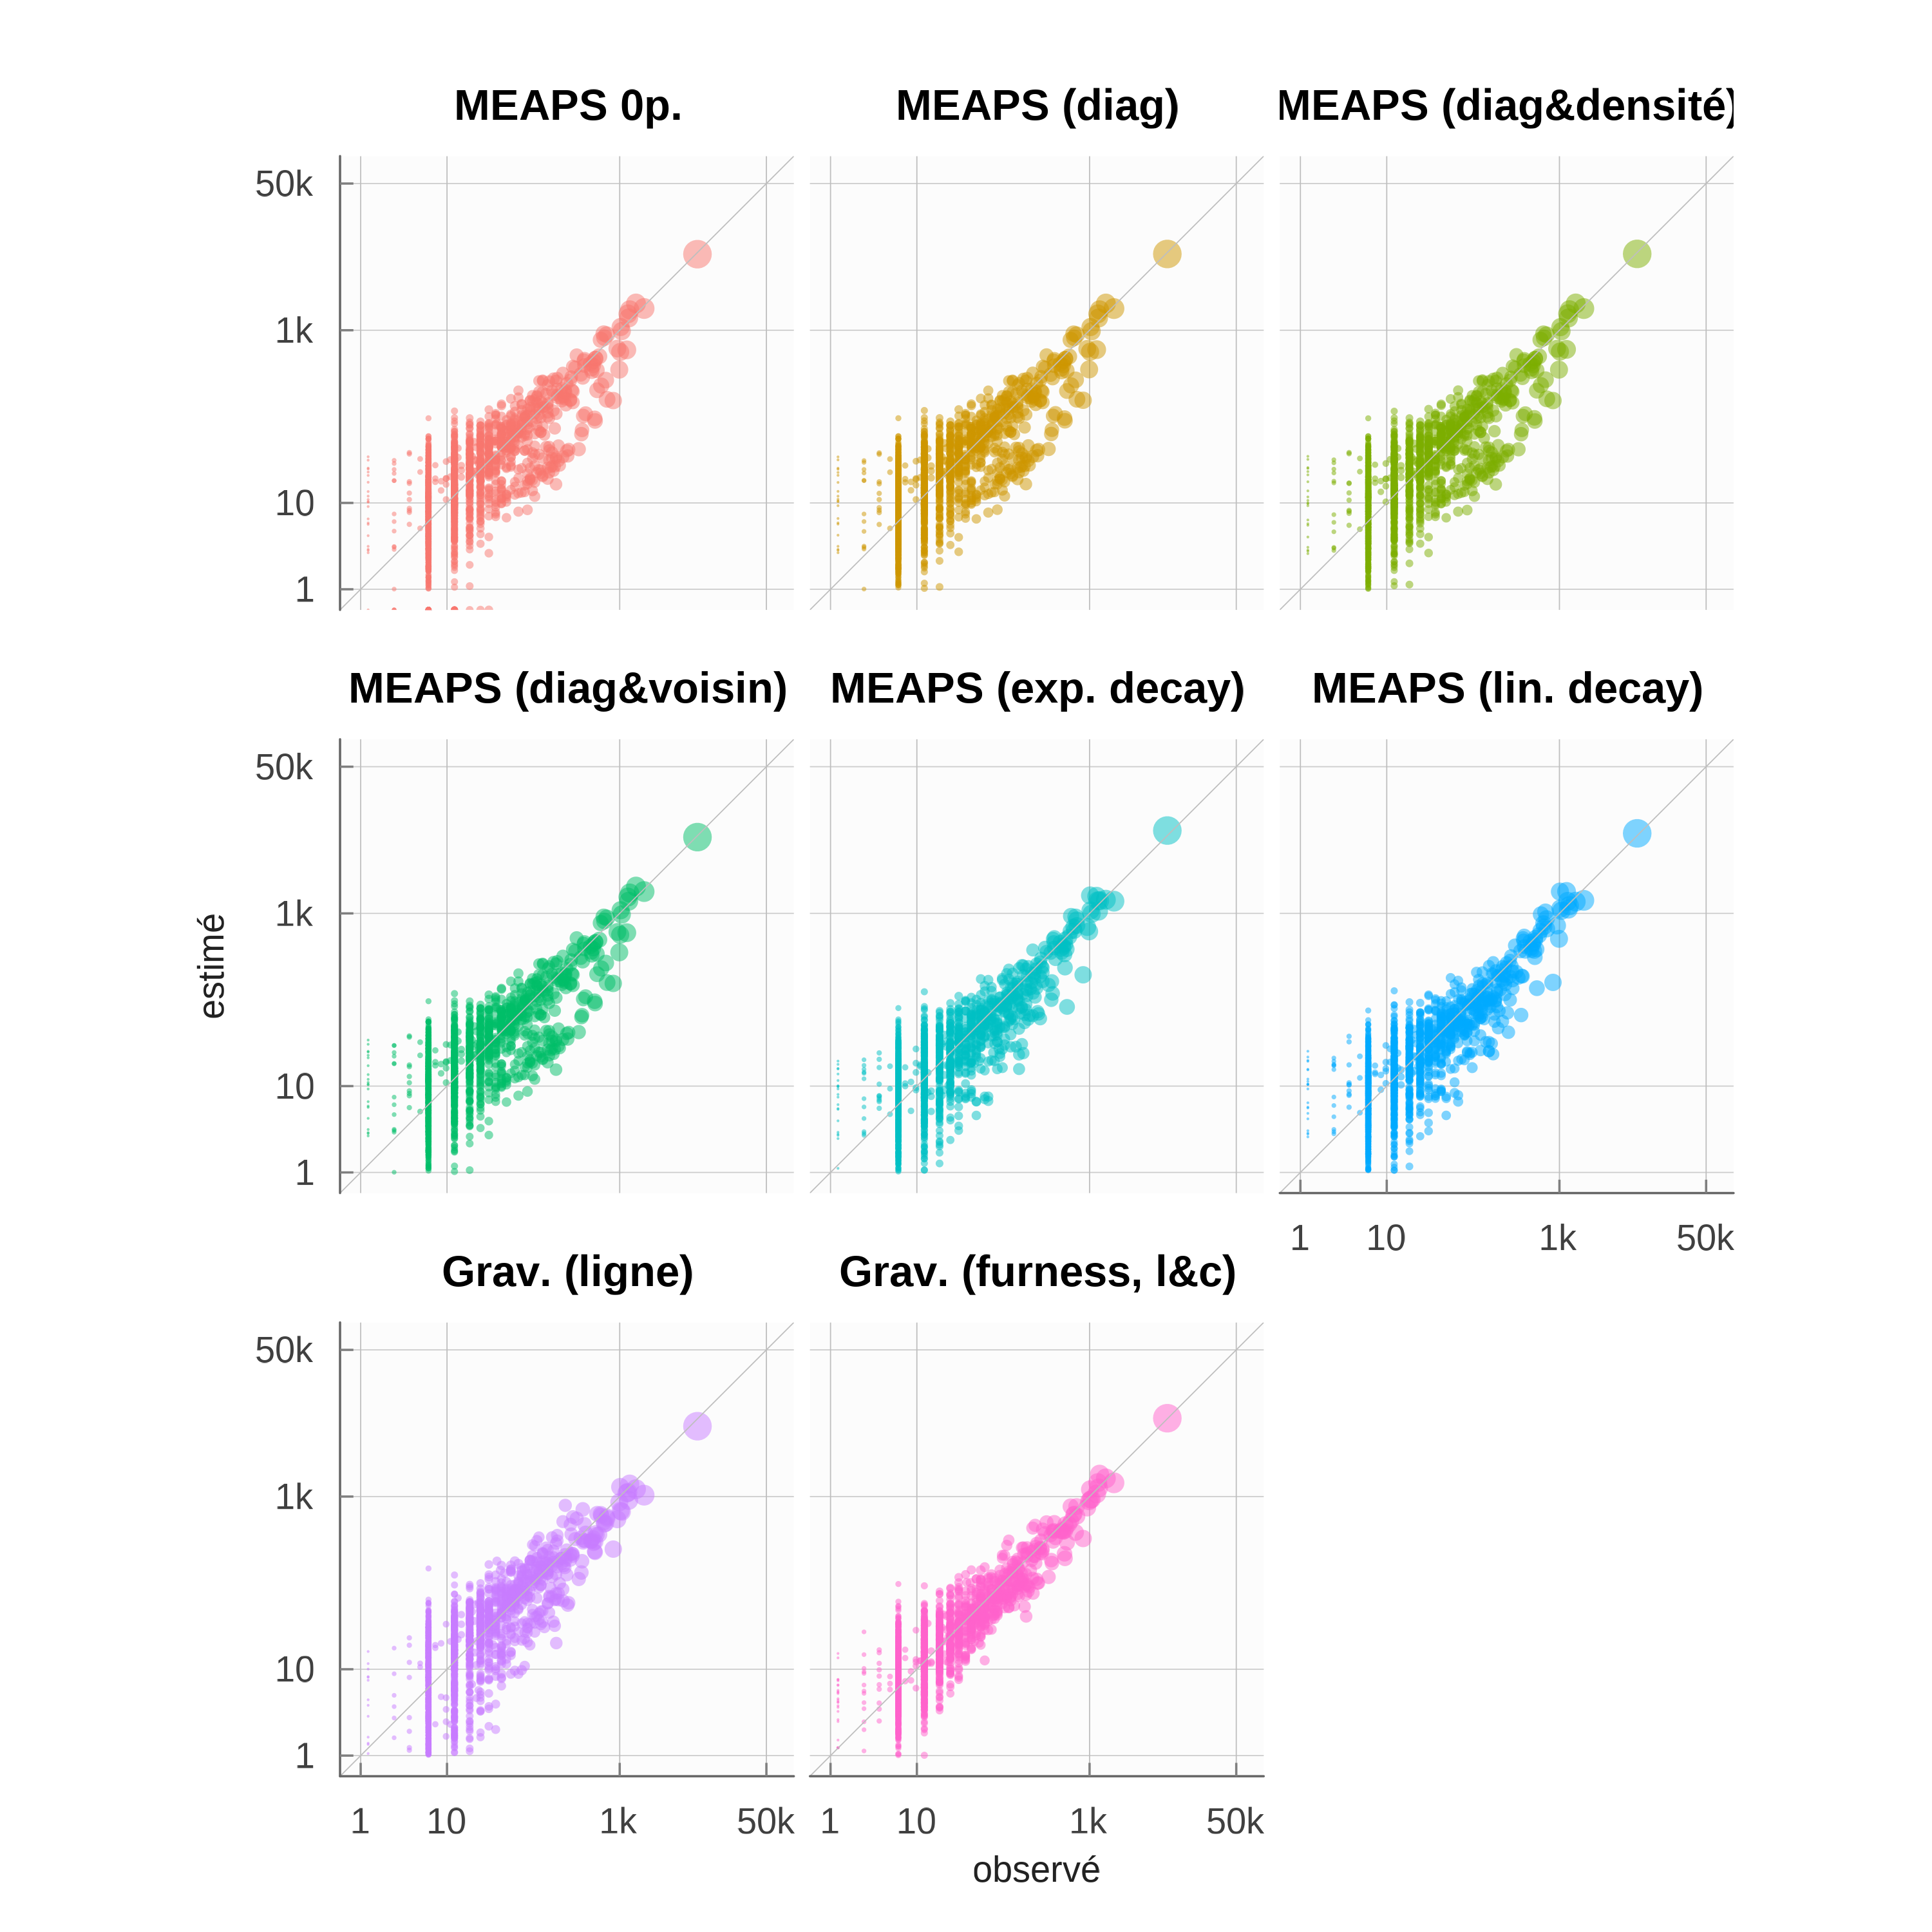 MEAPS 0p. MEAPS (diag) MEAPS (diag&densité)
50k
1k
10
1
MEAPS (diag&voisin) MEAPS (exp. decay) MEAPS (lin. decay)
50k
1k
10
1
estimé
1 10 1k 50k
Grav. (ligne) Grav. (furness, l&c)
50k
1k
10
1
1 10 1k 50k 1 10 1k 50k
observé